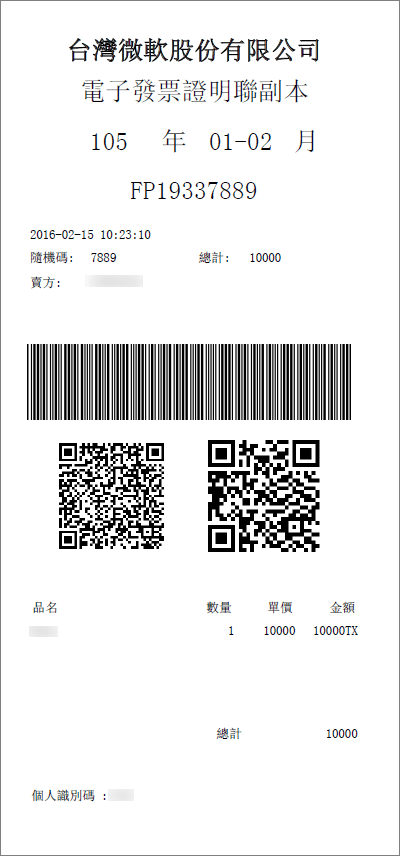 台灣微軟股份有限公司
電子發票證明聯副本
105 年 01-02 月
FP19337889
2016-02-15 10:23:10
隨機碼: 7889 總計: 10000
賣方:
品名 數量 單價 金額
1 10000 10000TX
總計 10000
個人識別碼 :